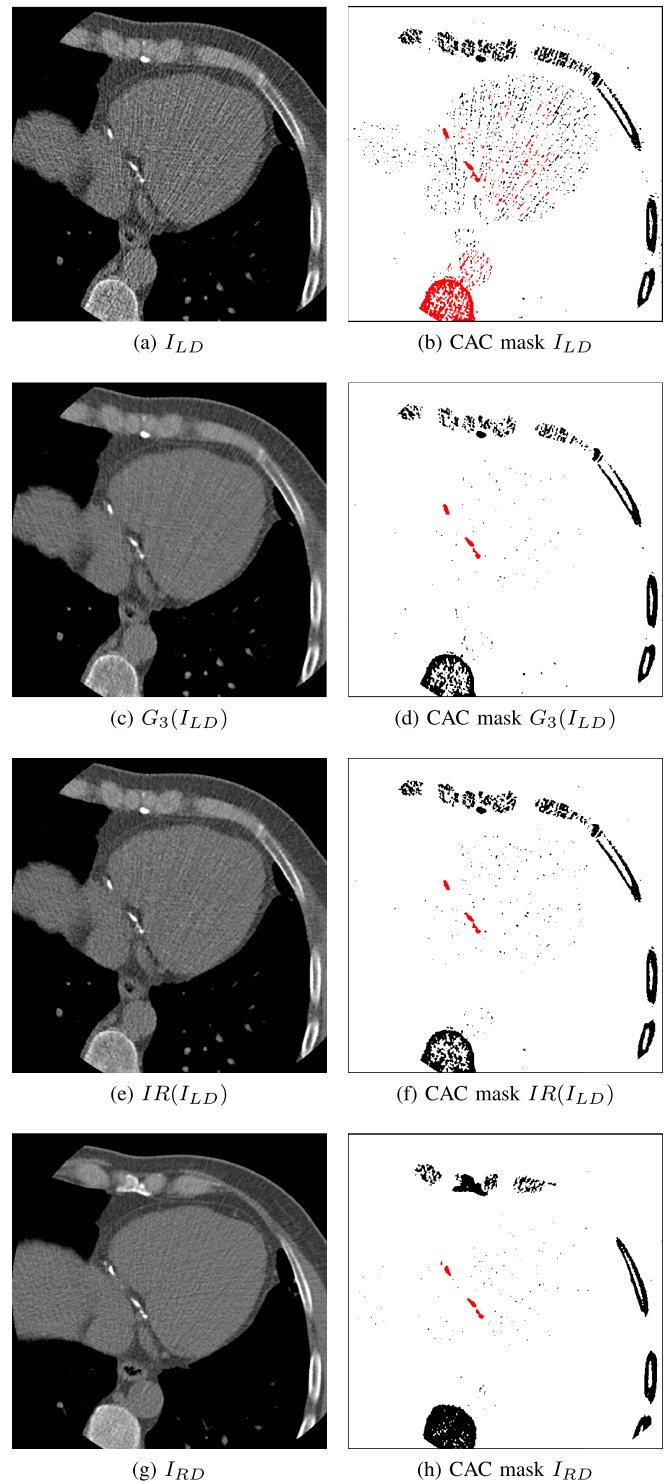 (a) I_{LD}
(b) CAC mask I_{LD}
(c) G_3(I_{LD})
(d) CAC mask G_3(I_{LD})
(e) IR(I_{LD})
(f) CAC mask IR(I_{LD})
(g) I_{RD}
(h) CAC mask I_{RD}